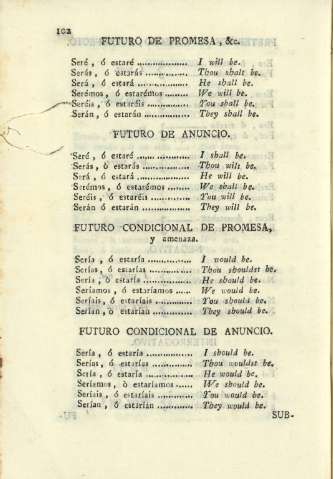 102
FUTURO DE PROMESA, &c.
Seré, ó estaré ................. I will be.
Serás, ó estarás ............... Thou shalt be.
Será, ó estará ................. He shall be.
Serémos, ó estarémos ........ We will be.
Seréis, ó estaréis .............. You shall be.
Serán, ó estarán ............... They shall be.
FUTURO DE ANUNCIO.
Seré, ó estaré ................. I shall be.
Serás, ó estarás .............. Thou wilt be.
Será, ó estará ................. He will be.
Serémos, ó estarémos ........ We shall be.
Seréis, ó estaréis .............. You will be.
Serán ó estarán ............... They will be.
FUTURO CONDICIONAL DE PROMESA,
y amenaza.
Sería, ó estaría ............... I would be.
Serías, ó estarías ............. Thou shouldst be.
Sería, ó estaría ............... He should be.
Seríamos, ó estaríamos ..... We would be.
Seríais, ó estaríais ........... You should be.
Serían, ó estarían ............. They should be.
FUTURO CONDICIONAL DE ANUNCIO.
Sería, ó estaría ................ I should be.
Serías, ó estarías .............. Thou wouldst be.
Sería, ó estaría ................ He would be.
Seríamos, ó estaríamos ...... We should be.
Seríais, ó estaríais ............ You would be.
Serían, ó estarían ............. They would be.
SUB-